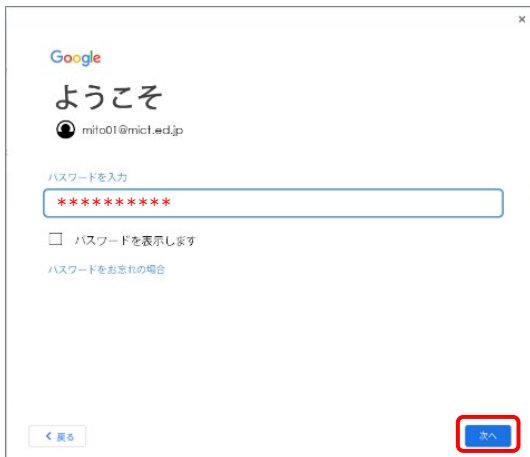 ×
Google
ようこそ
mito01@mict.ed.jp
パスワードを入力
**********
パスワードを表示します
パスワードをお忘れの場合
< 戻る
次へ